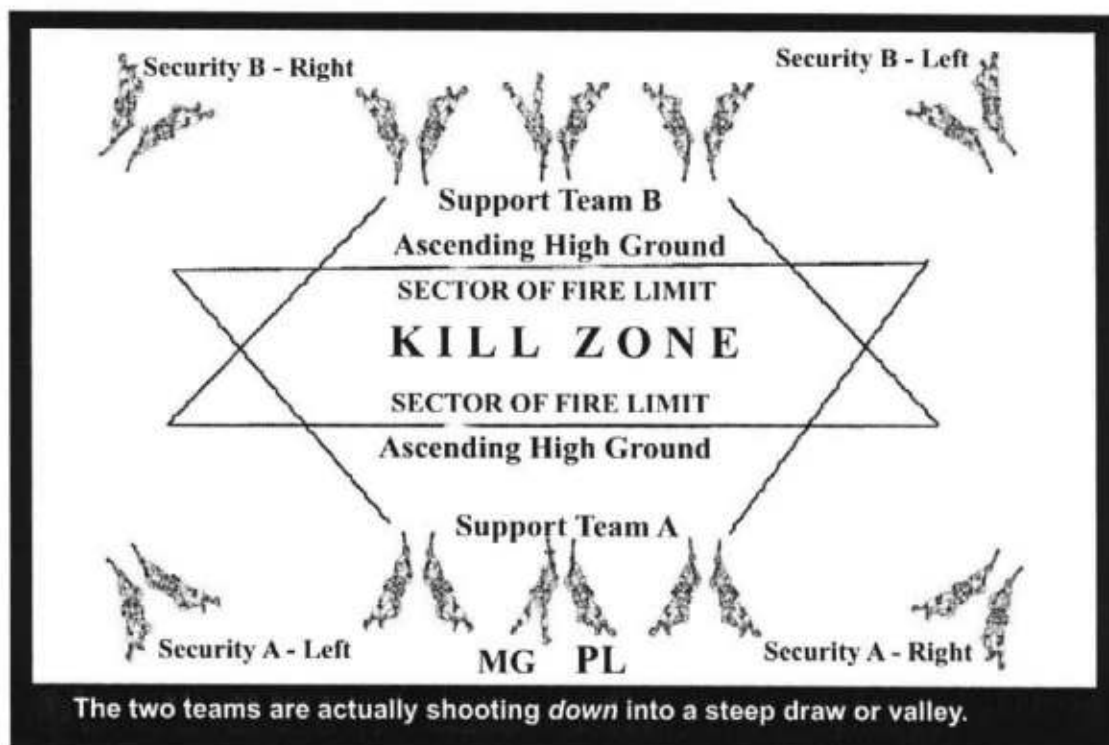 Security B - Right
Security B - Left
Support Team B
Ascending High Ground
SECTOR OF FIRE LIMIT
KILL ZONE
SECTOR OF FIRE LIMIT
Ascending High Ground
Support Team A
Security A - Left
MG PL
Security A - Right
The two teams are actually shooting down into a steep draw or valley.